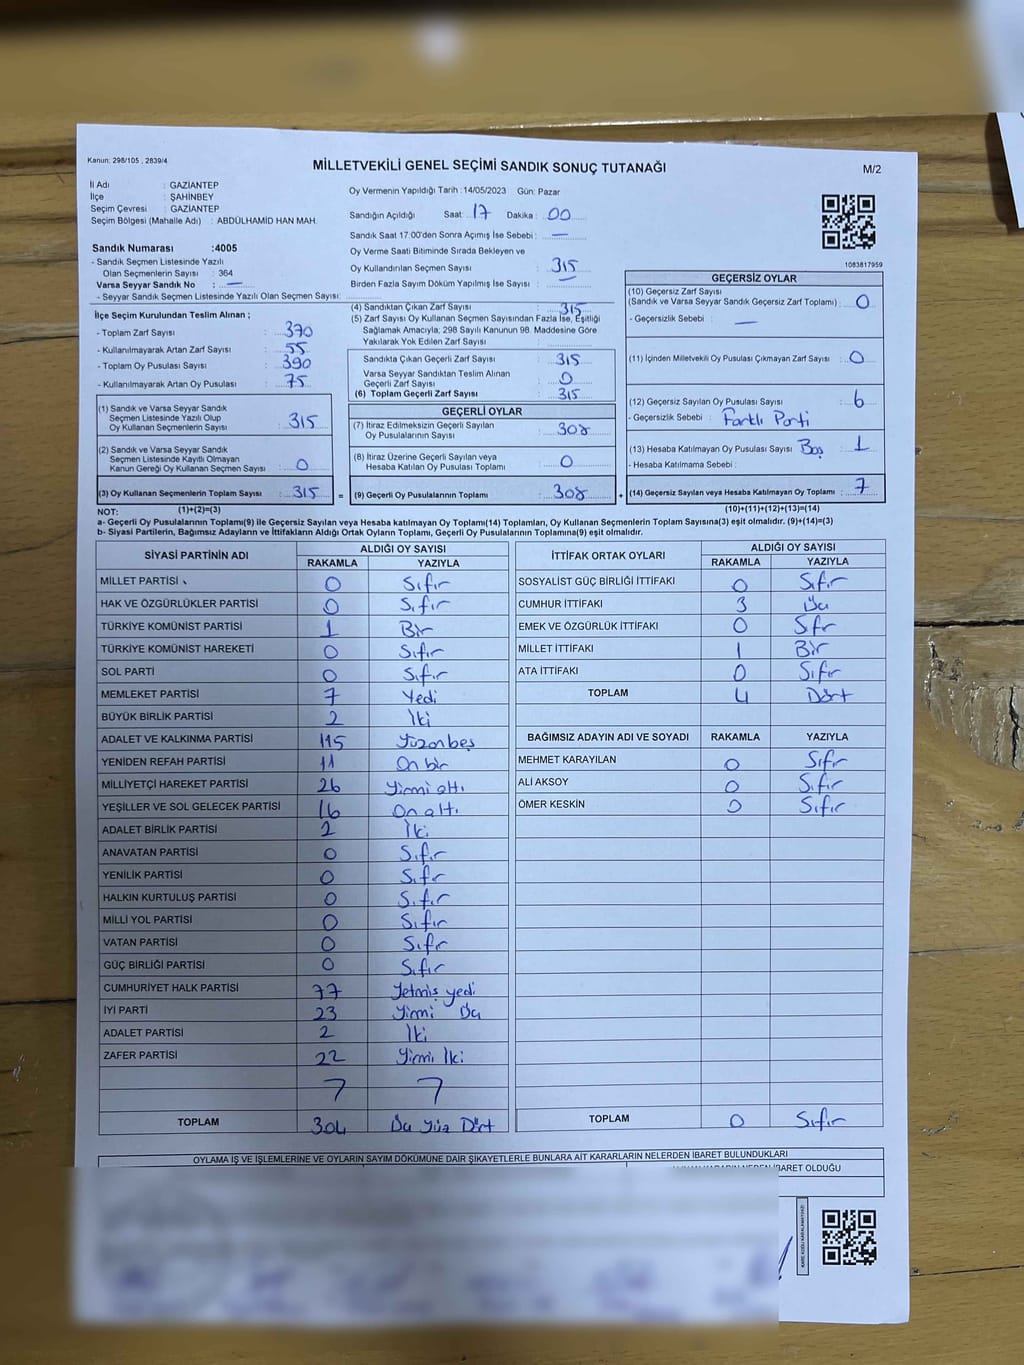 Kanun: 298/105 , 2839/4
MİLLETVEKİLİ GENEL SEÇİMİ SANDIK SONUÇ TUTANAĞI
M/2
İl Adı : GAZİANTEP
İlçe : ŞAHİNBEY
Seçim Çevresi : GAZİANTEP
Seçim Bölgesi (Mahalle Adı) : ABDÜLHAMİD HAN MAH.
Sandık Numarası :4005
- Sandık Seçmen Listesinde Yazılı
Olan Seçmenlerin Sayısı : 364
Varsa Seyyar Sandık No : —
- Seyyar Sandık Seçmen Listesinde Yazılı Olan Seçmen Sayısı:
Oy Vermenin Yapıldığı Tarih :14/05/2023 Gün: Pazar
Sandığın Açıldığı Saat : 17 Dakika : 00
Sandık Saat 17.00'den Sonra Açımış İse Sebebi : —
Oy Verme Saati Bitiminde Sırada Bekleyen ve
Oy Kullandırılan Seçmen Sayısı : 315
Birden Fazla Sayım Döküm Yapılmış İse Sayısı : —
1083817959
İlçe Seçim Kurulundan Teslim Alınan ;
- Toplam Zarf Sayısı : 370
- Kullanılmayarak Artan Zarf Sayısı : 55
- Toplam Oy Pusulası Sayısı : 390
- Kullanılmayarak Artan Oy Pusulası : 75
(4) Sandıktan Çıkan Zarf Sayısı : 315
(5) Zarf Sayısı Oy Kullanan Seçmen Sayısından Fazla İse, Eşitliği
Sağlamak Amacıyla, 298 Sayılı Kanunun 98. Maddesine Göre
Yakılarak Yok Edilen Zarf Sayısı :
Sandıkta Çıkan Geçerli Zarf Sayısı : 315
Varsa Seyyar Sandıktan Teslim Alınan
Geçerli Zarf Sayısı : 0
(6) Toplam Geçerli Zarf Sayısı : 315
GEÇERSİZ OYLAR
(10) Geçersiz Zarf Sayısı
(Sandık ve Varsa Seyyar Sandık Geçersiz Zarf Toplamı) : 0
- Geçersizlik Sebebi : —
(11) İçinden Milletvekili Oy Pusulası Çıkmayan Zarf Sayısı : 0
(12) Geçersiz Sayılan Oy Pusulası Sayısı : 6
- Geçersizlik Sebebi : Farklı Parti
(13) Hesaba Katılmayan Oy Pusulası Sayısı Boş : 1
- Hesaba Katılmama Sebebi :
(14) Geçersiz Sayılan veya Hesaba Katılmayan Oy Toplamı : 7
(10)+(11)+(12)+(13)=(14)
(1) Sandık ve Varsa Seyyar Sandık
Seçmen Listesinde Yazılı Olup
Oy Kullanan Seçmenlerin Sayısı : 315
(2) Sandık ve Varsa Seyyar Sandık
Seçmen Listesinde Kayıtlı Olmayan
Kanun Gereği Oy Kullanan Seçmen Sayısı : 0
(3) Oy Kullanan Seçmenlerin Toplam Sayısı : 315 =
GEÇERLİ OYLAR
(7) İtiraz Edilmeksizin Geçerli Sayılan
Oy Pusulalarının Sayısı : 308
(8) İtiraz Üzerine Geçerli Sayılan veya
Hesaba Katılan Oy Pusulası Toplamı : 0
(9) Geçerli Oy Pusulalarının Toplamı : 308 +
NOT: (1)+(2)=(3)
a- Geçerli Oy Pusulalarının Toplamı(9) ile Geçersiz Sayılan veya Hesaba katılmayan Oy Toplamı(14) Toplamları, Oy Kullanan Seçmenlerin Toplam Sayısına(3) eşit olmalıdır. (9)+(14)=(3)
b- Siyasi Partilerin, Bağımsız Adayların ve İttifakların Aldığı Ortak Oyların Toplamı, Geçerli Oy Pusulalarının Toplamına(9) eşit olmalıdır.
SİYASİ PARTİNİN ADI ALDIĞI OY SAYISI
RAKAMLA YAZIYLA
MİLLET PARTİSİ 0 Sıfır
HAK VE ÖZGÜRLÜKLER PARTİSİ 0 Sıfır
TÜRKİYE KOMÜNİST PARTİSİ 1 Bir
TÜRKİYE KOMÜNİST HAREKETİ 0 Sıfır
SOL PARTİ 0 Sıfır
MEMLEKET PARTİSİ 7 Yedi
BÜYÜK BİRLİK PARTİSİ 2 İki
ADALET VE KALKINMA PARTİSİ 115 Yüzonbeş
YENİDEN REFAH PARTİSİ 11 On bir
MİLLİYETÇİ HAREKET PARTİSİ 26 Yirmi altı
YEŞİLLER VE SOL GELECEK PARTİSİ 16 On altı
ADALET BİRLİK PARTİSİ 2 İki
ANAVATAN PARTİSİ 0 Sıfır
YENİLİK PARTİSİ 0 Sıfır
HALKIN KURTULUŞ PARTİSİ 0 Sıfır
MİLLİ YOL PARTİSİ 0 Sıfır
VATAN PARTİSİ 0 Sıfır
GÜÇ BİRLİĞİ PARTİSİ 0 Sıfır
CUMHURİYET HALK PARTİSİ 77 Yetmiş yedi
İYİ PARTİ 23 Yirmi Üç
ADALET PARTİSİ 2 İki
ZAFER PARTİSİ 22 Yirmi İki
TOPLAM 304 Üç Yüz Dört
İTTİFAK ORTAK OYLARI ALDIĞI OY SAYISI
RAKAMLA YAZIYLA
SOSYALİST GÜÇ BİRLİĞİ İTTİFAKI 0 Sıfır
CUMHUR İTTİFAKI 3 Üç
EMEK VE ÖZGÜRLÜK İTTİFAKI 0 Sıfr
MİLLET İTTİFAKI 1 Bir
ATA İTTİFAKI 0 Sıfır
TOPLAM 4 Dört
BAĞIMSIZ ADAYIN ADI VE SOYADI RAKAMLA YAZIYLA
MEHMET KARAYILAN 0 Sıfır
ALİ AKSOY 0 Sıfır
ÖMER KESKİN 0 Sıfır
TOPLAM 0 Sıfır
OYLAMA İŞ VE İŞLEMLERİNE VE OYLARIN SAYIM DÖKÜMÜNE DAİR ŞİKAYETLERLE BUNLARA AİT KARARLARIN NELERDEN İBARET BULUNDUKLARI
İBARET OLDUĞU